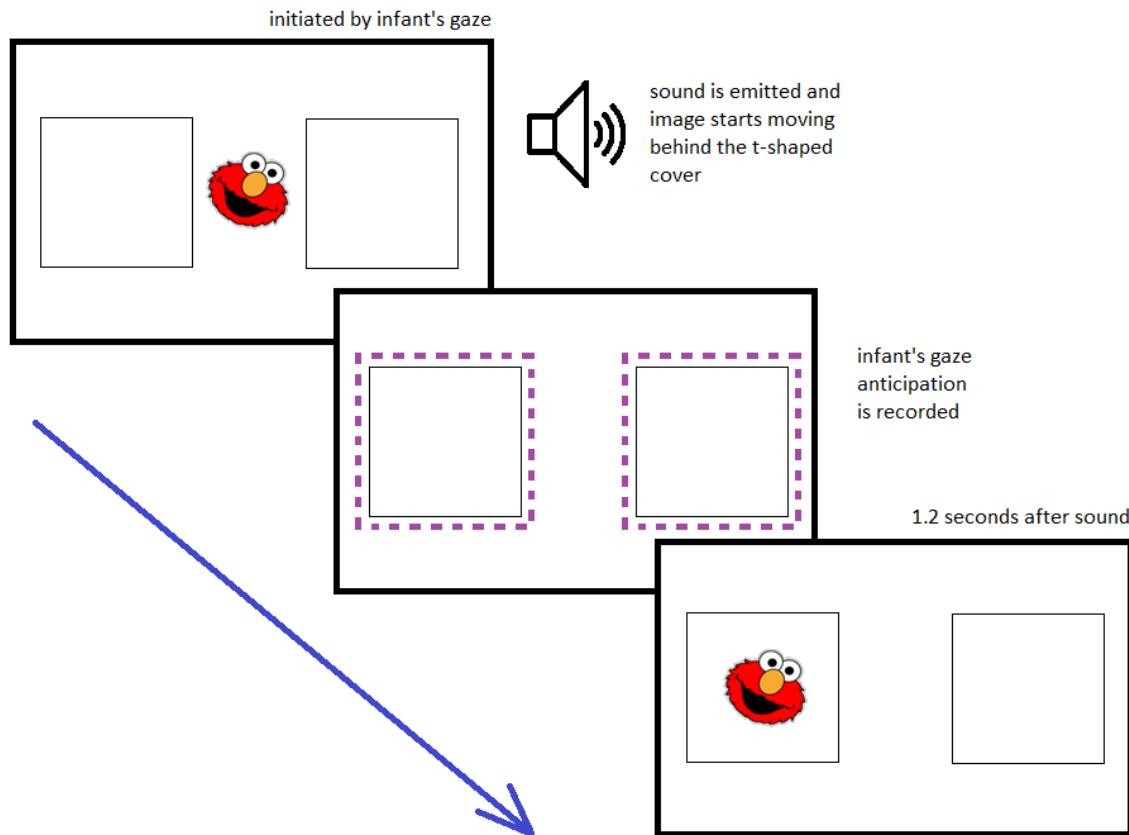 initiated by infant's gaze
sound is emitted and
image starts moving
behind the t-shaped
cover
infant's gaze
anticipation
is recorded
1.2 seconds after sound